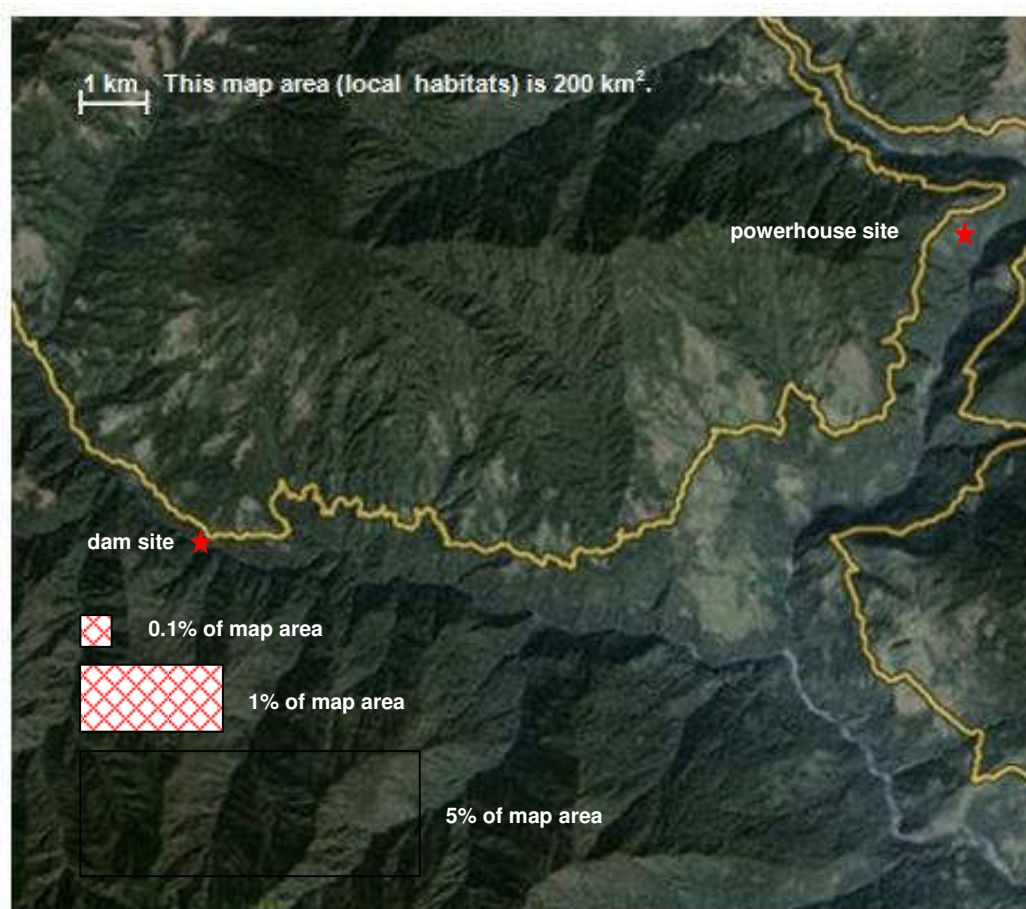 1 km This map area (local habitats) is 200 km².
powerhouse site
dam site
0.1% of map area
1% of map area
5% of map area